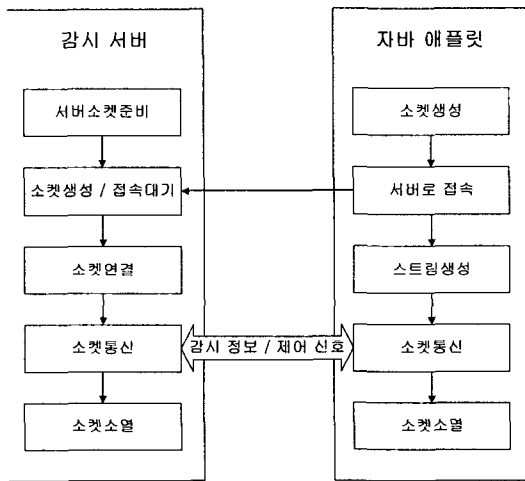 감시 서버
자바 애플릿
서버소켓준비
소켓생성
소켓생성 / 접속대기
서버로 접속
소켓연결
스트림생성
소켓통산
감시 정보 / 제어 신호
소켓통신
소켓소열
소켓소열